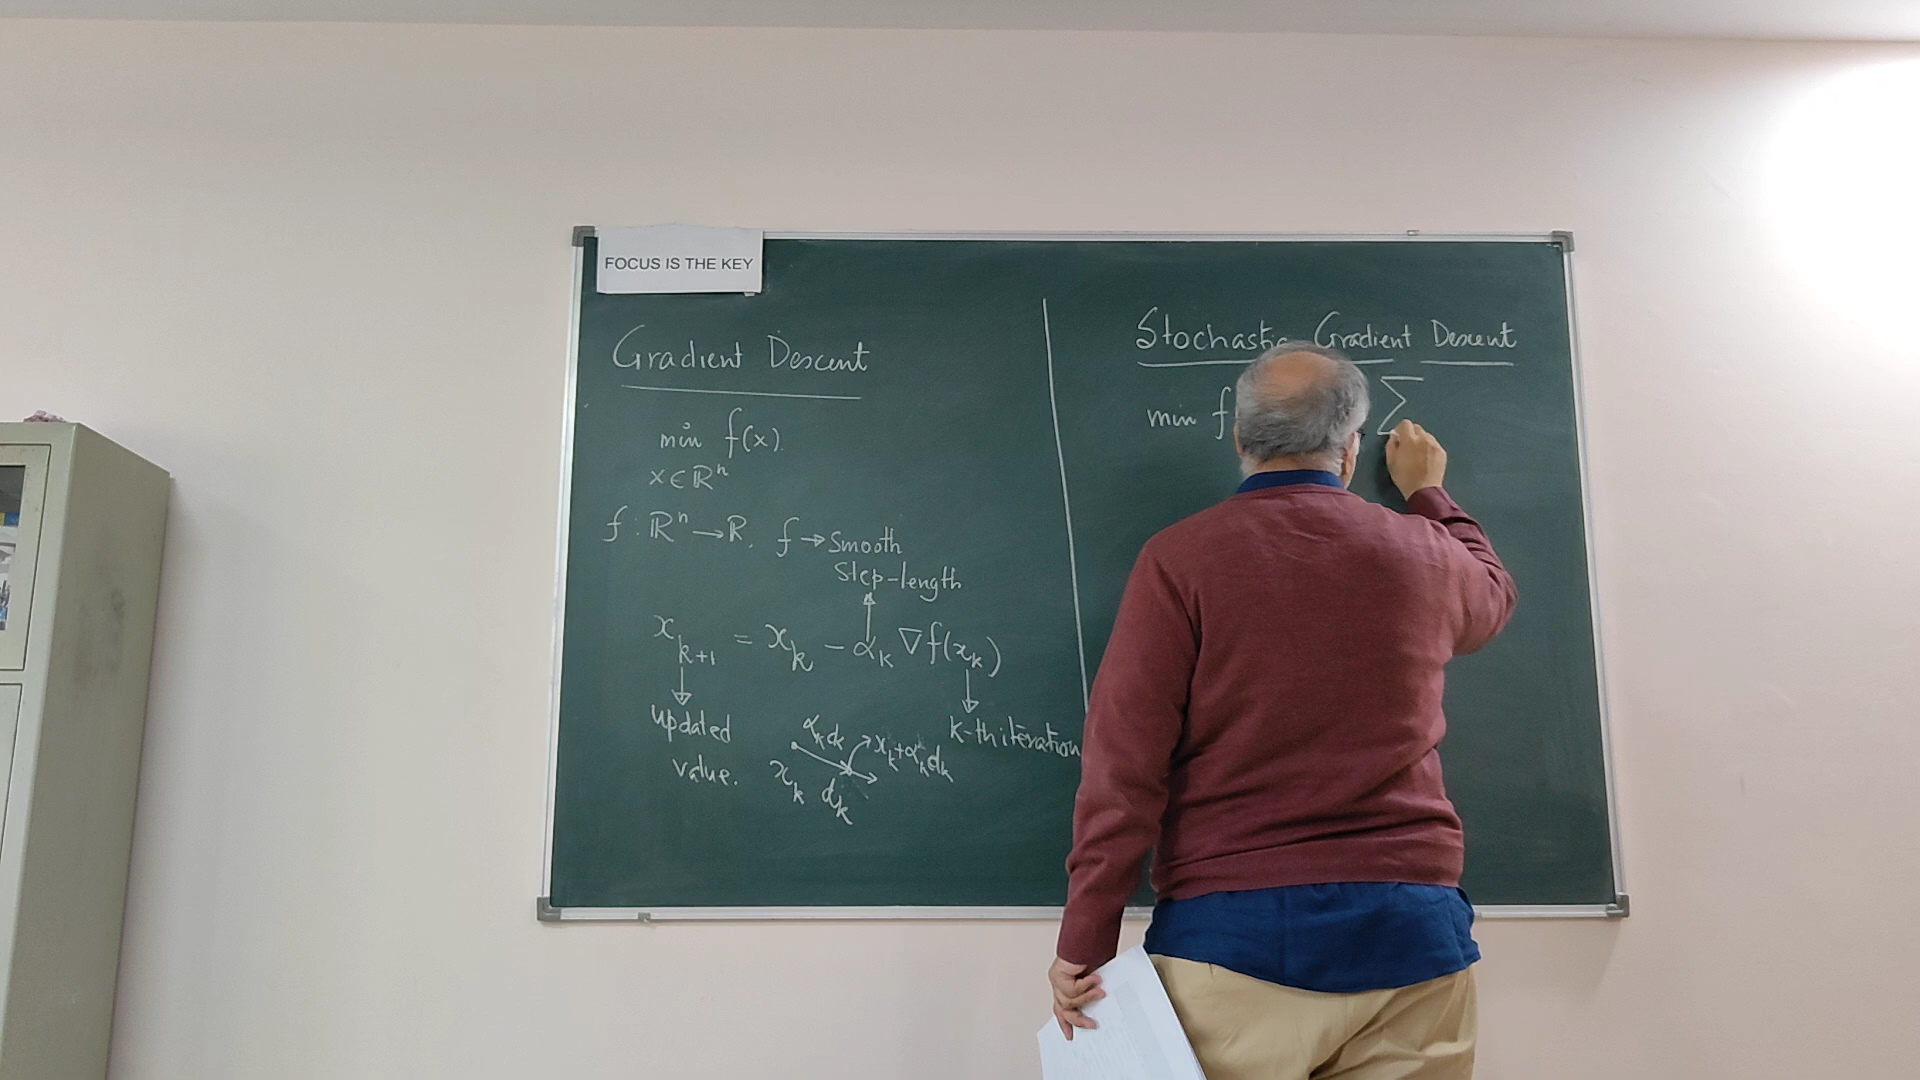 FOCUS IS THE KEY
Gradient Descent
min f(x).
x ∈ ℝⁿ
f : ℝⁿ → ℝ, f → Smooth
Step-length
x_{k+1} = x_k - α_k ∇f(x_k)
updated
value.
k-th iteration
α_k d_k
x_k + α_k d_k
x_k
d_k
Stochastic Gradient Descent
min f
Σ